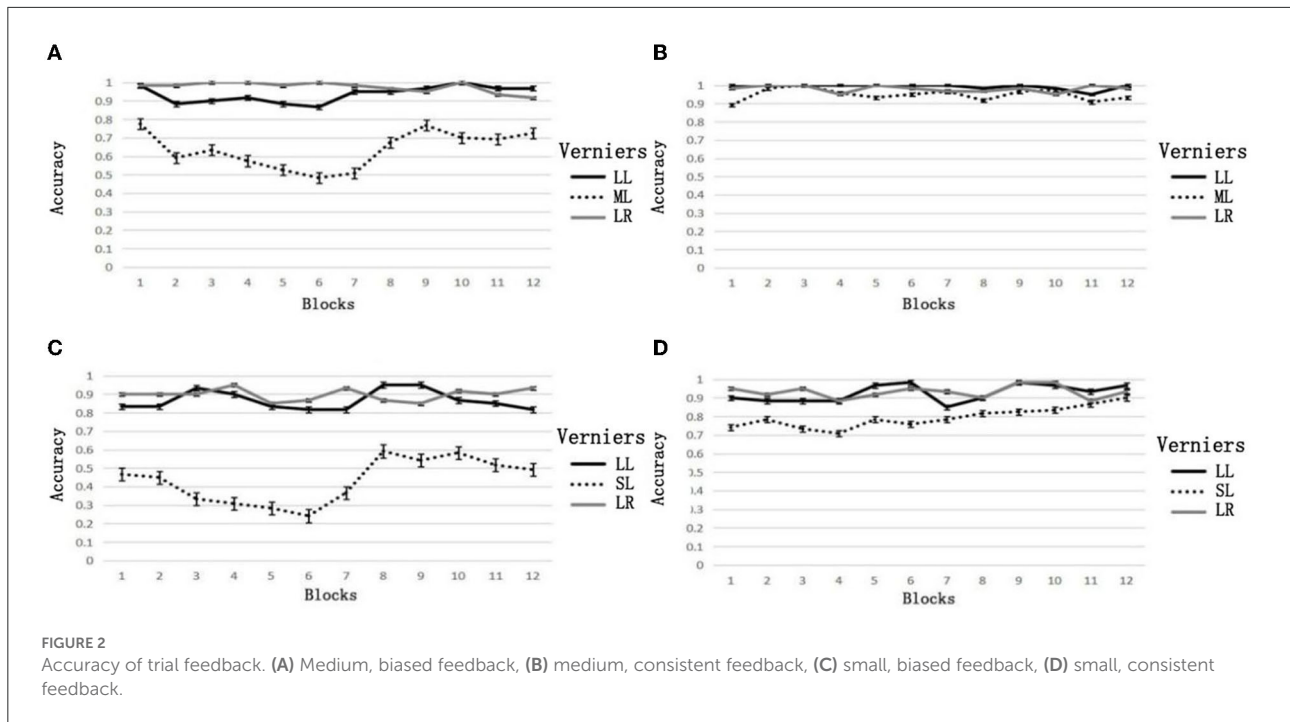 A
1
0.9
0.8
0.7
0.6
0.5
0.4
0.3
0.2
0.1
0
Accuracy
1 2 3 4 5 6 7 8 9 10 11 12
Blocks
Verniers
LL
ML
LR
B
1
0.9
0.8
0.7
0.6
0.5
0.4
0.3
0.2
0.1
0
Accuracy
1 2 3 4 5 6 7 8 9 10 11 12
Blocks
Verniers
LL
ML
LR
C
1
0.9
0.8
0.7
0.6
0.5
0.4
0.3
0.2
0.1
0
Accuracy
1 2 3 4 5 6 7 8 9 10 11 12
Blocks
Verniers
LL
SL
LR
D
1
0.9
0.8
0.7
0.6
0.5
0.4
0.3
0.2
0.1
0
Accuracy
1 2 3 4 5 6 7 8 9 10 11 12
Blocks
Verniers
LL
SL
LR
FIGURE 2
Accuracy of trial feedback. (A) Medium, biased feedback, (B) medium, consistent feedback, (C) small, biased feedback, (D) small, consistent
feedback.